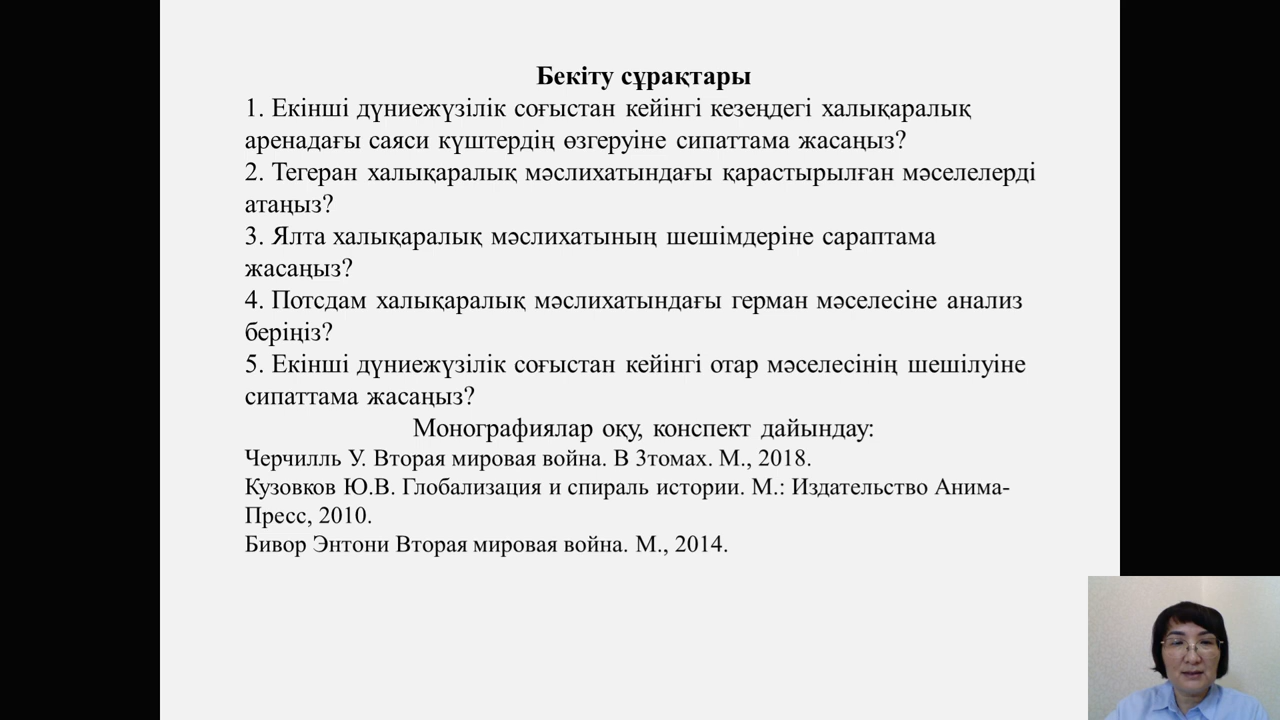 Бекіту сұрақтары
1. Екінші дүниежүзілік соғыстан кейінгі кезеңдегі халықаралық
аренадағы саяси күштердің өзгеруіне сипаттама жасаңыз?
2. Тегеран халықаралық мәслихатындағы қарастырылған мәселелерді
атаңыз?
3. Ялта халықаралық мәслихатының шешімдеріне сараптама
жасаңыз?
4. Потсдам халықаралық мәслихатындағы герман мәселесіне анализ
беріңіз?
5. Екінші дүниежүзілік соғыстан кейінгі отар мәселесінің шешілуіне
сипаттама жасаңыз?
Монографиялар оқу, конспект дайындау:
Черчилль У. Вторая мировая война. В 3томах. М., 2018.
Кузовков Ю.В. Глобализация и спираль истории. М.: Издательство Анима-
Пресс, 2010.
Бивор Энтони Вторая мировая война. М., 2014.